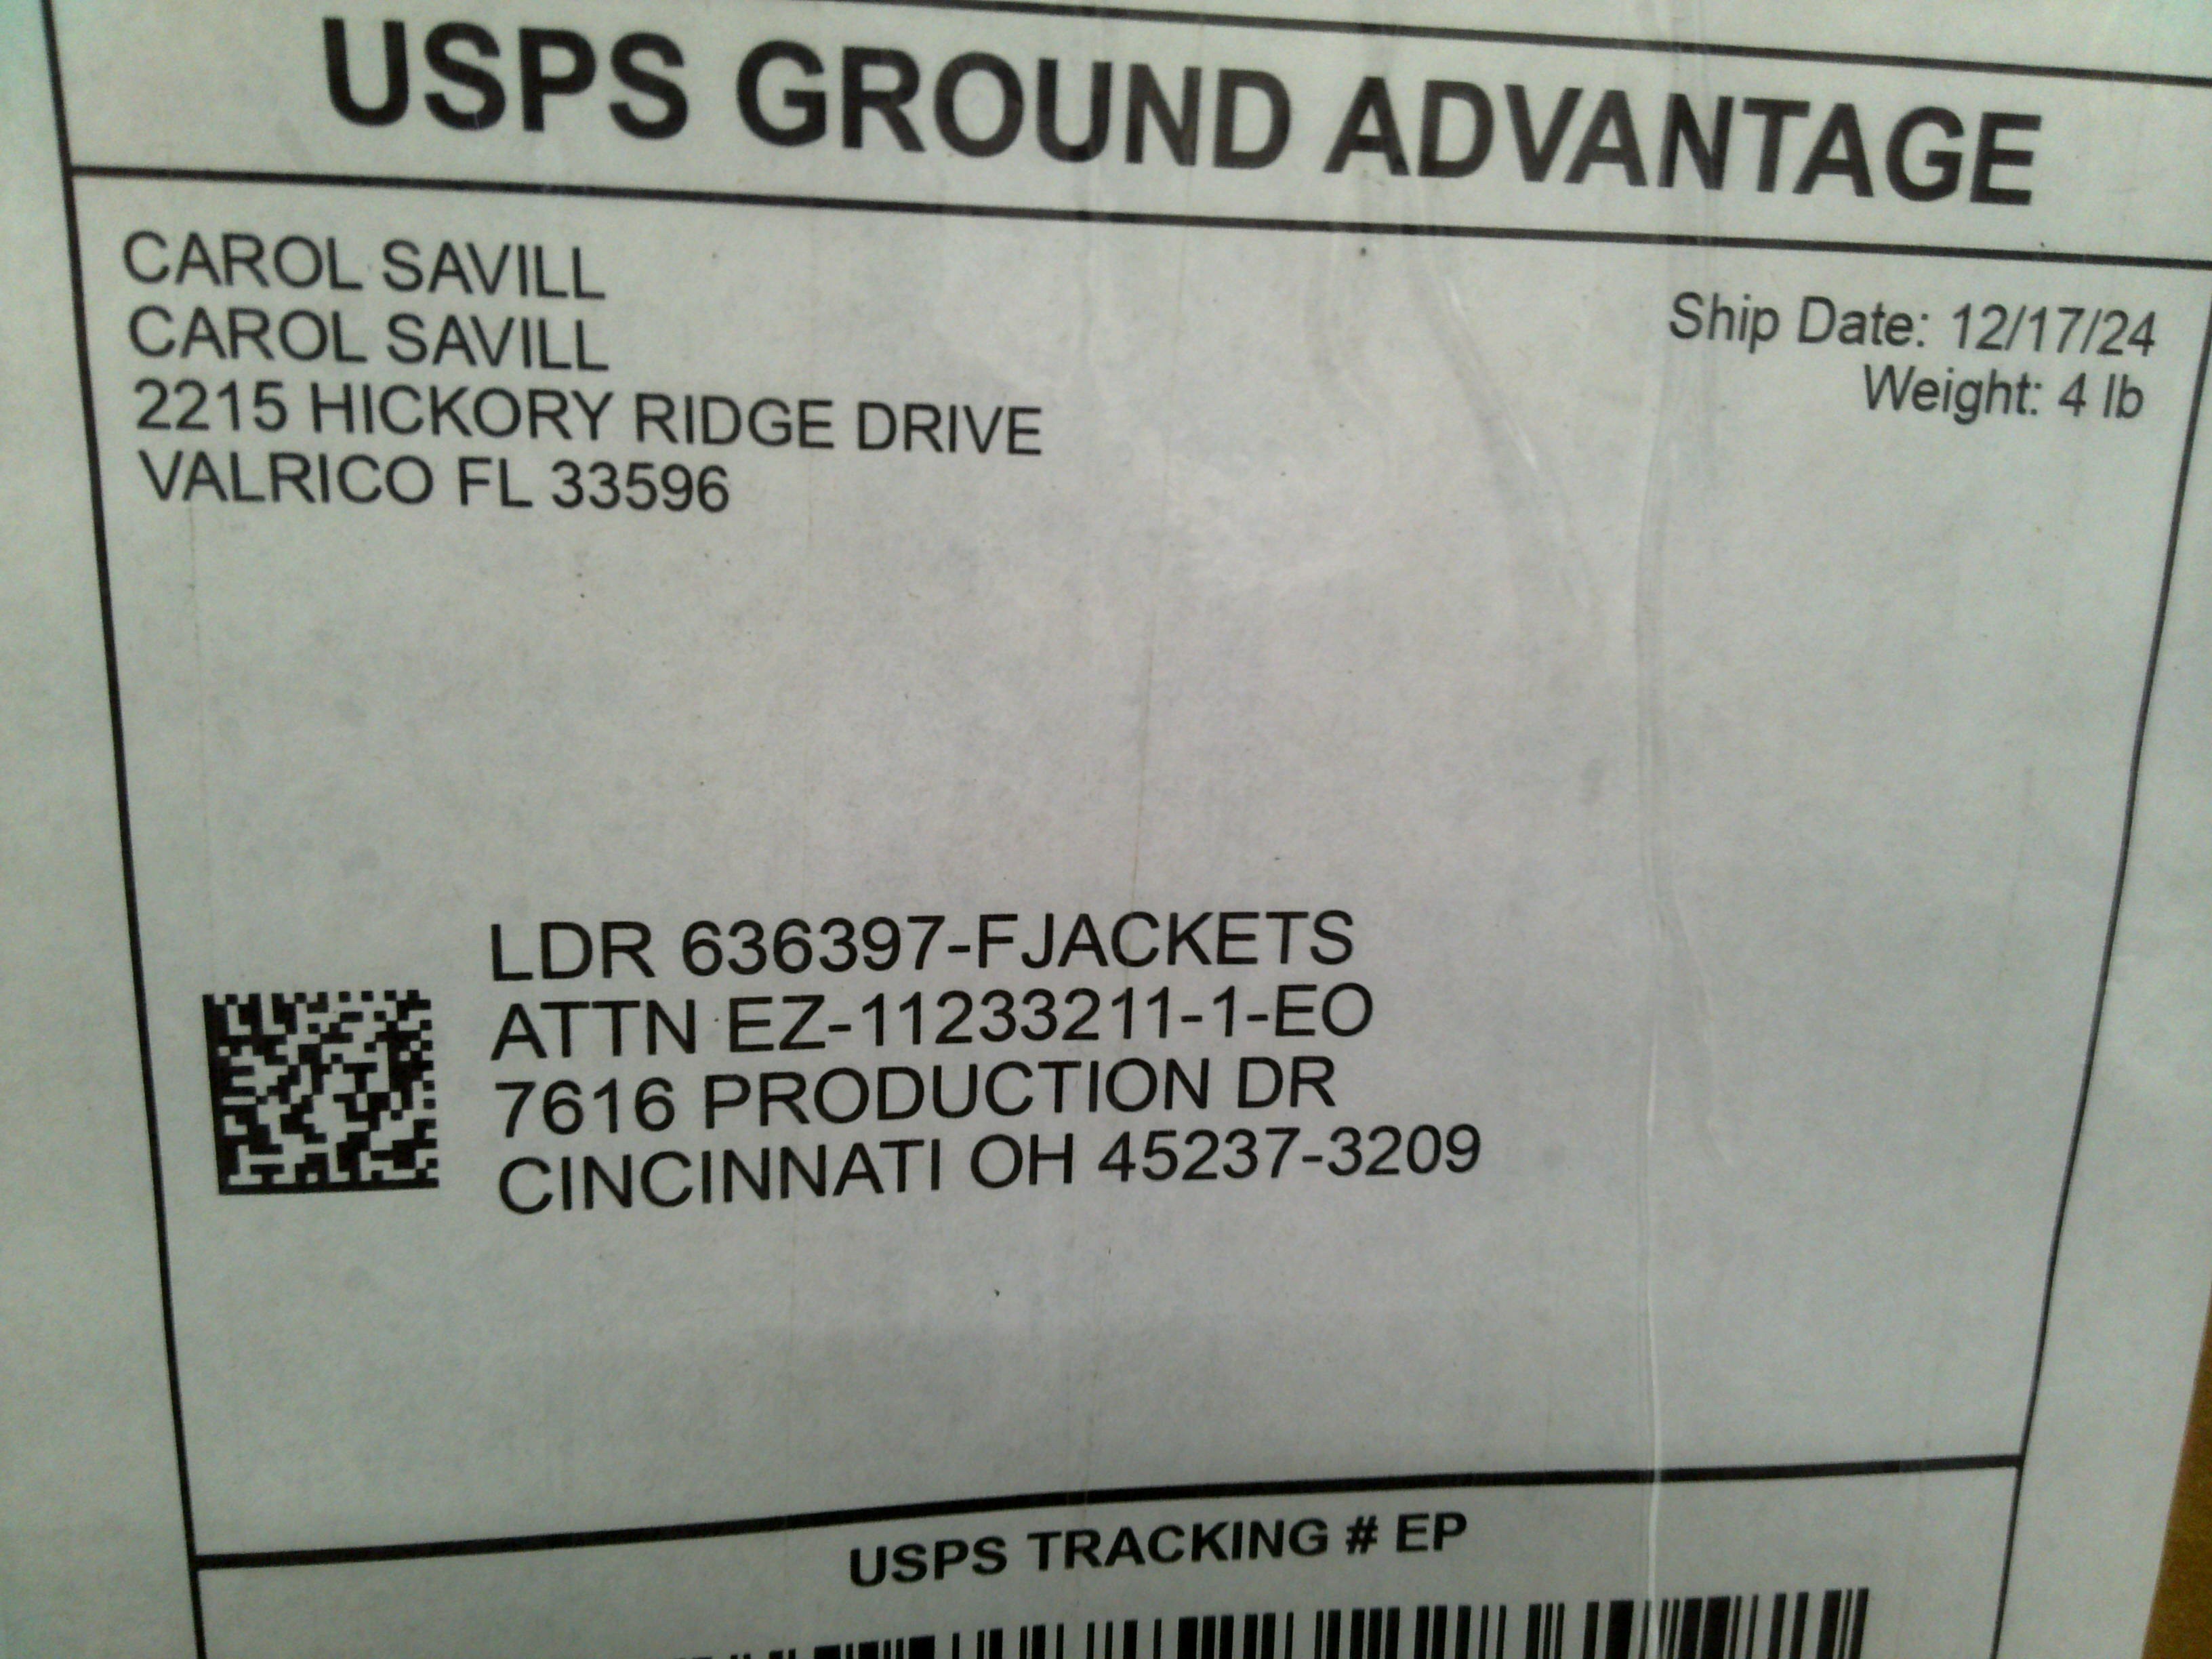 USPS GROUND ADVANTAGE
CAROL SAVILL
CAROL SAVILL
2215 HICKORY RIDGE DRIVE
VALRICO FL 33596
Ship Date: 12/17/24
Weight: 4 lb
LDR 636397-FJACKETS
ATTN EZ-11233211-1-EO
7616 PRODUCTION DR
CINCINNATI OH 45237-3209
USPS TRACKING # EP